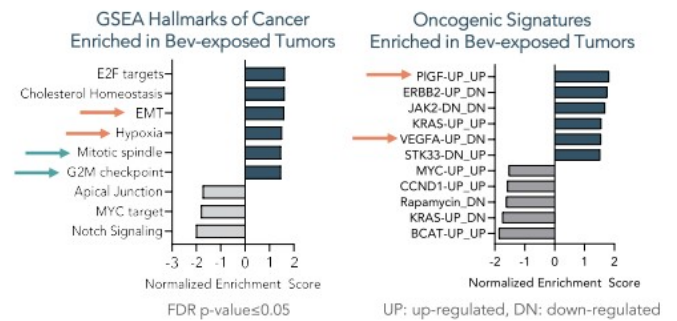 GSEA Hallmarks of Cancer
Enriched in Bev-exposed Tumors
E2F targets
Cholesterol Homeostasis
EMT
Hypoxia
Mitotic spindle
G2M checkpoint
Apical Junction
MYC target
Notch Signaling
-3 -2 -1 0 1 2
Normalized Enrichment Score
FDR p-value≤0.05
Oncogenic Signatures
Enriched in Bev-exposed Tumors
PIGF-UP_UP
ERBB2-UP_DN
JAK2-DN_DN
KRAS-UP_UP
VEGFA-UP_DN
STK33-DN_UP
MYC-UP_UP
CCND1-UP_UP
Rapamycin_DN
KRAS-UP_DN
BCAT-UP_UP
-2 -1 0 1 2
Normalized Enrichment Score
UP: up-regulated, DN: down-regulated